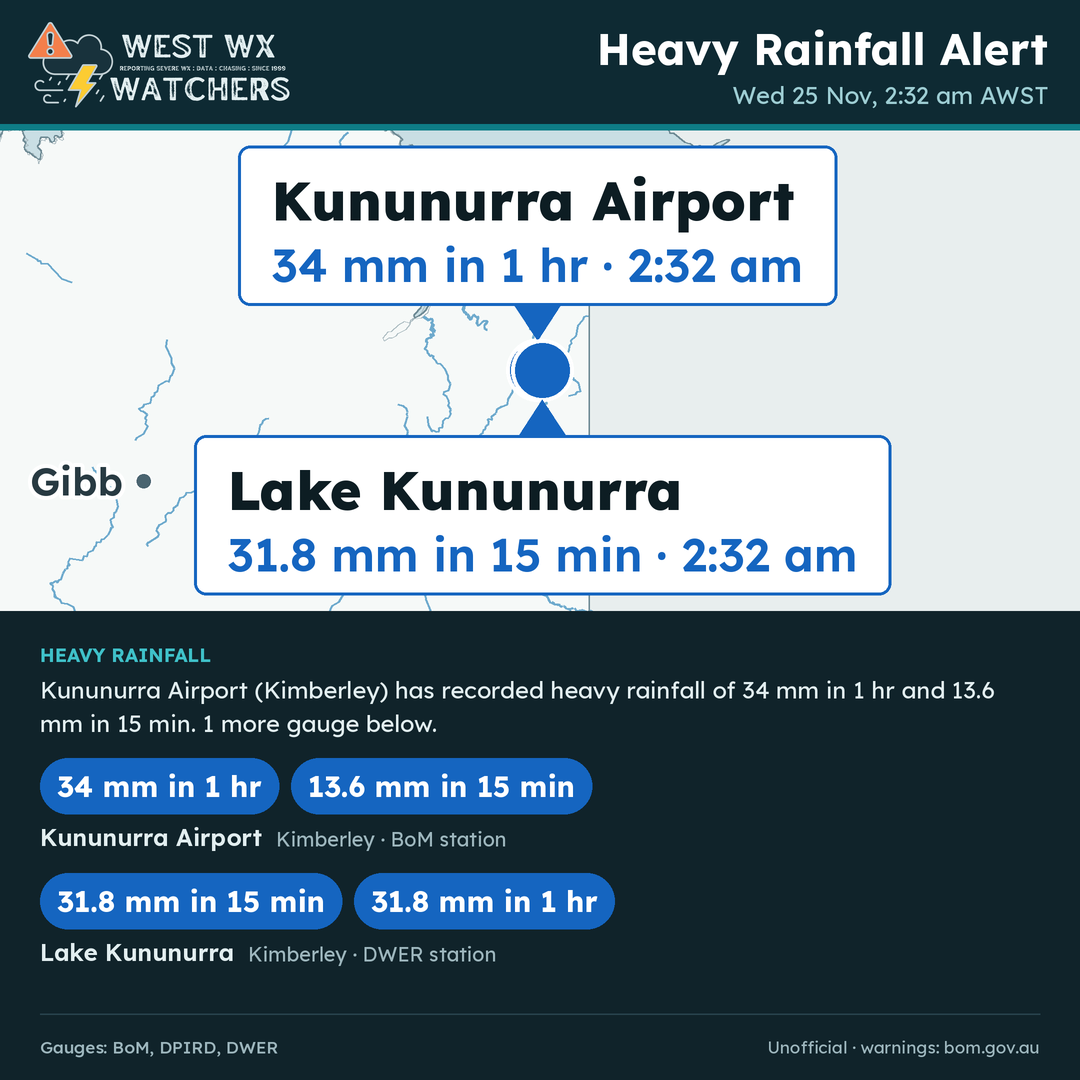 WEST WX
REPORTING SEVERE WX : DATA : CHASING : SINCE 1999
WATCHERS
Heavy Rainfall Alert
Wed 25 Nov, 2:32 am AWST
Kununurra Airport
34 mm in 1 hr · 2:32 am
Gibb
Lake Kununurra
31.8 mm in 15 min · 2:32 am
HEAVY RAINFALL
Kununurra Airport (Kimberley) has recorded heavy rainfall of 34 mm in 1 hr and 13.6
mm in 15 min. 1 more gauge below.
34 mm in 1 hr 13.6 mm in 15 min
Kununurra Airport Kimberley · BoM station
31.8 mm in 15 min 31.8 mm in 1 hr
Lake Kununurra Kimberley · DWER station
Gauges: BoM, DPIRD, DWER
Unofficial · warnings: bom.gov.au